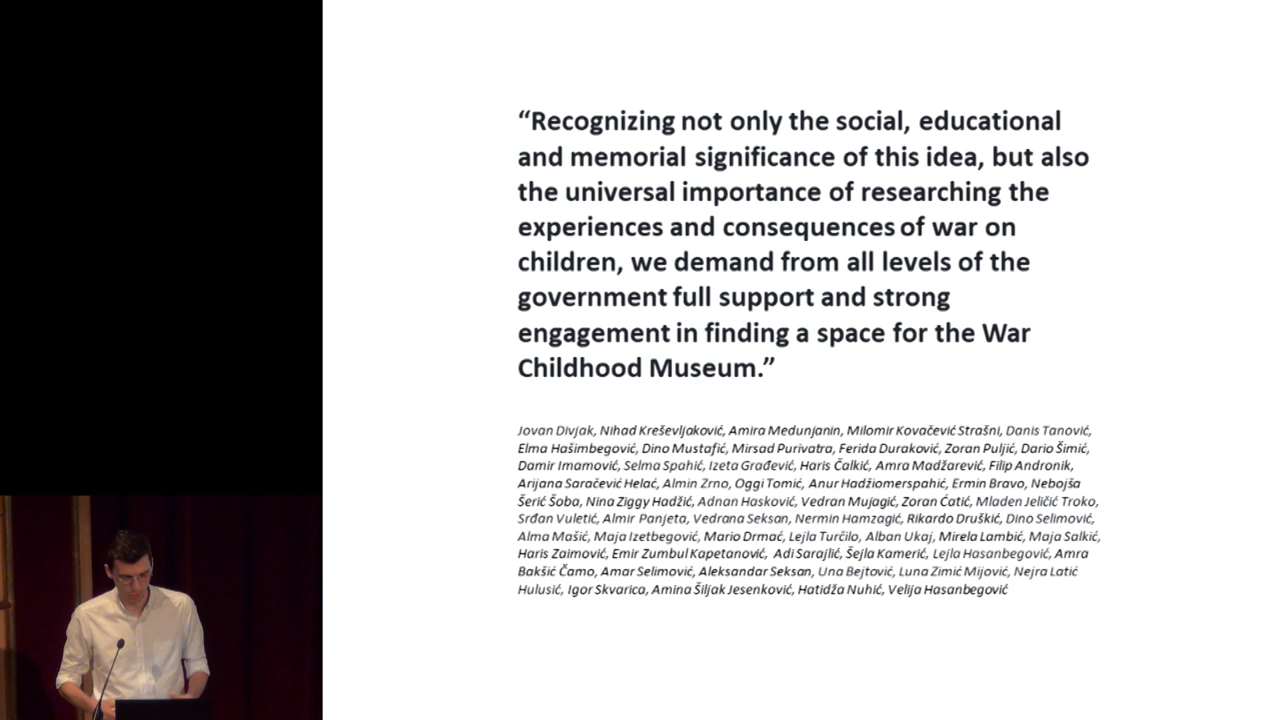 “Recognizing not only the social, educational
and memorial significance of this idea, but also
the universal importance of researching the
experiences and consequences of war on
children, we demand from all levels of the
government full support and strong
engagement in finding a space for the War
Childhood Museum.”
Jovan Divjak, Nihad Kreševljaković, Amira Medunjanin, Milomir Kovačević Strašni, Danis Tanović,
Elma Hašimbegović, Dino Mustafić, Mirsad Purivatra, Ferida Duraković, Zoran Puljić, Dario Šimić,
Damir Imamović, Selma Spahić, Izeta Građević, Haris Čalkić, Amra Madžarević, Filip Andronik,
Arijana Saračević Helać, Almin Zrno, Oggi Tomić, Anur Hadžiomerspahić, Ermin Bravo, Nebojša
Šerić Šoba, Nina Ziggy Hadžić, Adnan Hasković, Vedran Mujagić, Zoran Ćatić, Mladen Jeličić Troko,
Srđan Vuletić, Almir Panjeta, Vedrana Seksan, Nermin Hamzagić, Rikardo Druškić, Dino Selimović,
Alma Mašić, Maja Izetbegović, Mario Drmać, Lejla Turčilo, Alban Ukaj, Mirela Lambić, Maja Salkić,
Haris Zaimović, Emir Zumbul Kapetanović, Adi Sarajlić, Šejla Kamerić, Lejla Hasanbegović, Amra
Bakšić Čamo, Amar Selimović, Aleksandar Seksan, Una Bejtović, Luna Zimić Mijović, Nejra Latić
Hulusić, Igor Skvarica, Amina Šiljak Jesenković, Hatidža Nuhić, Velija Hasanbegović